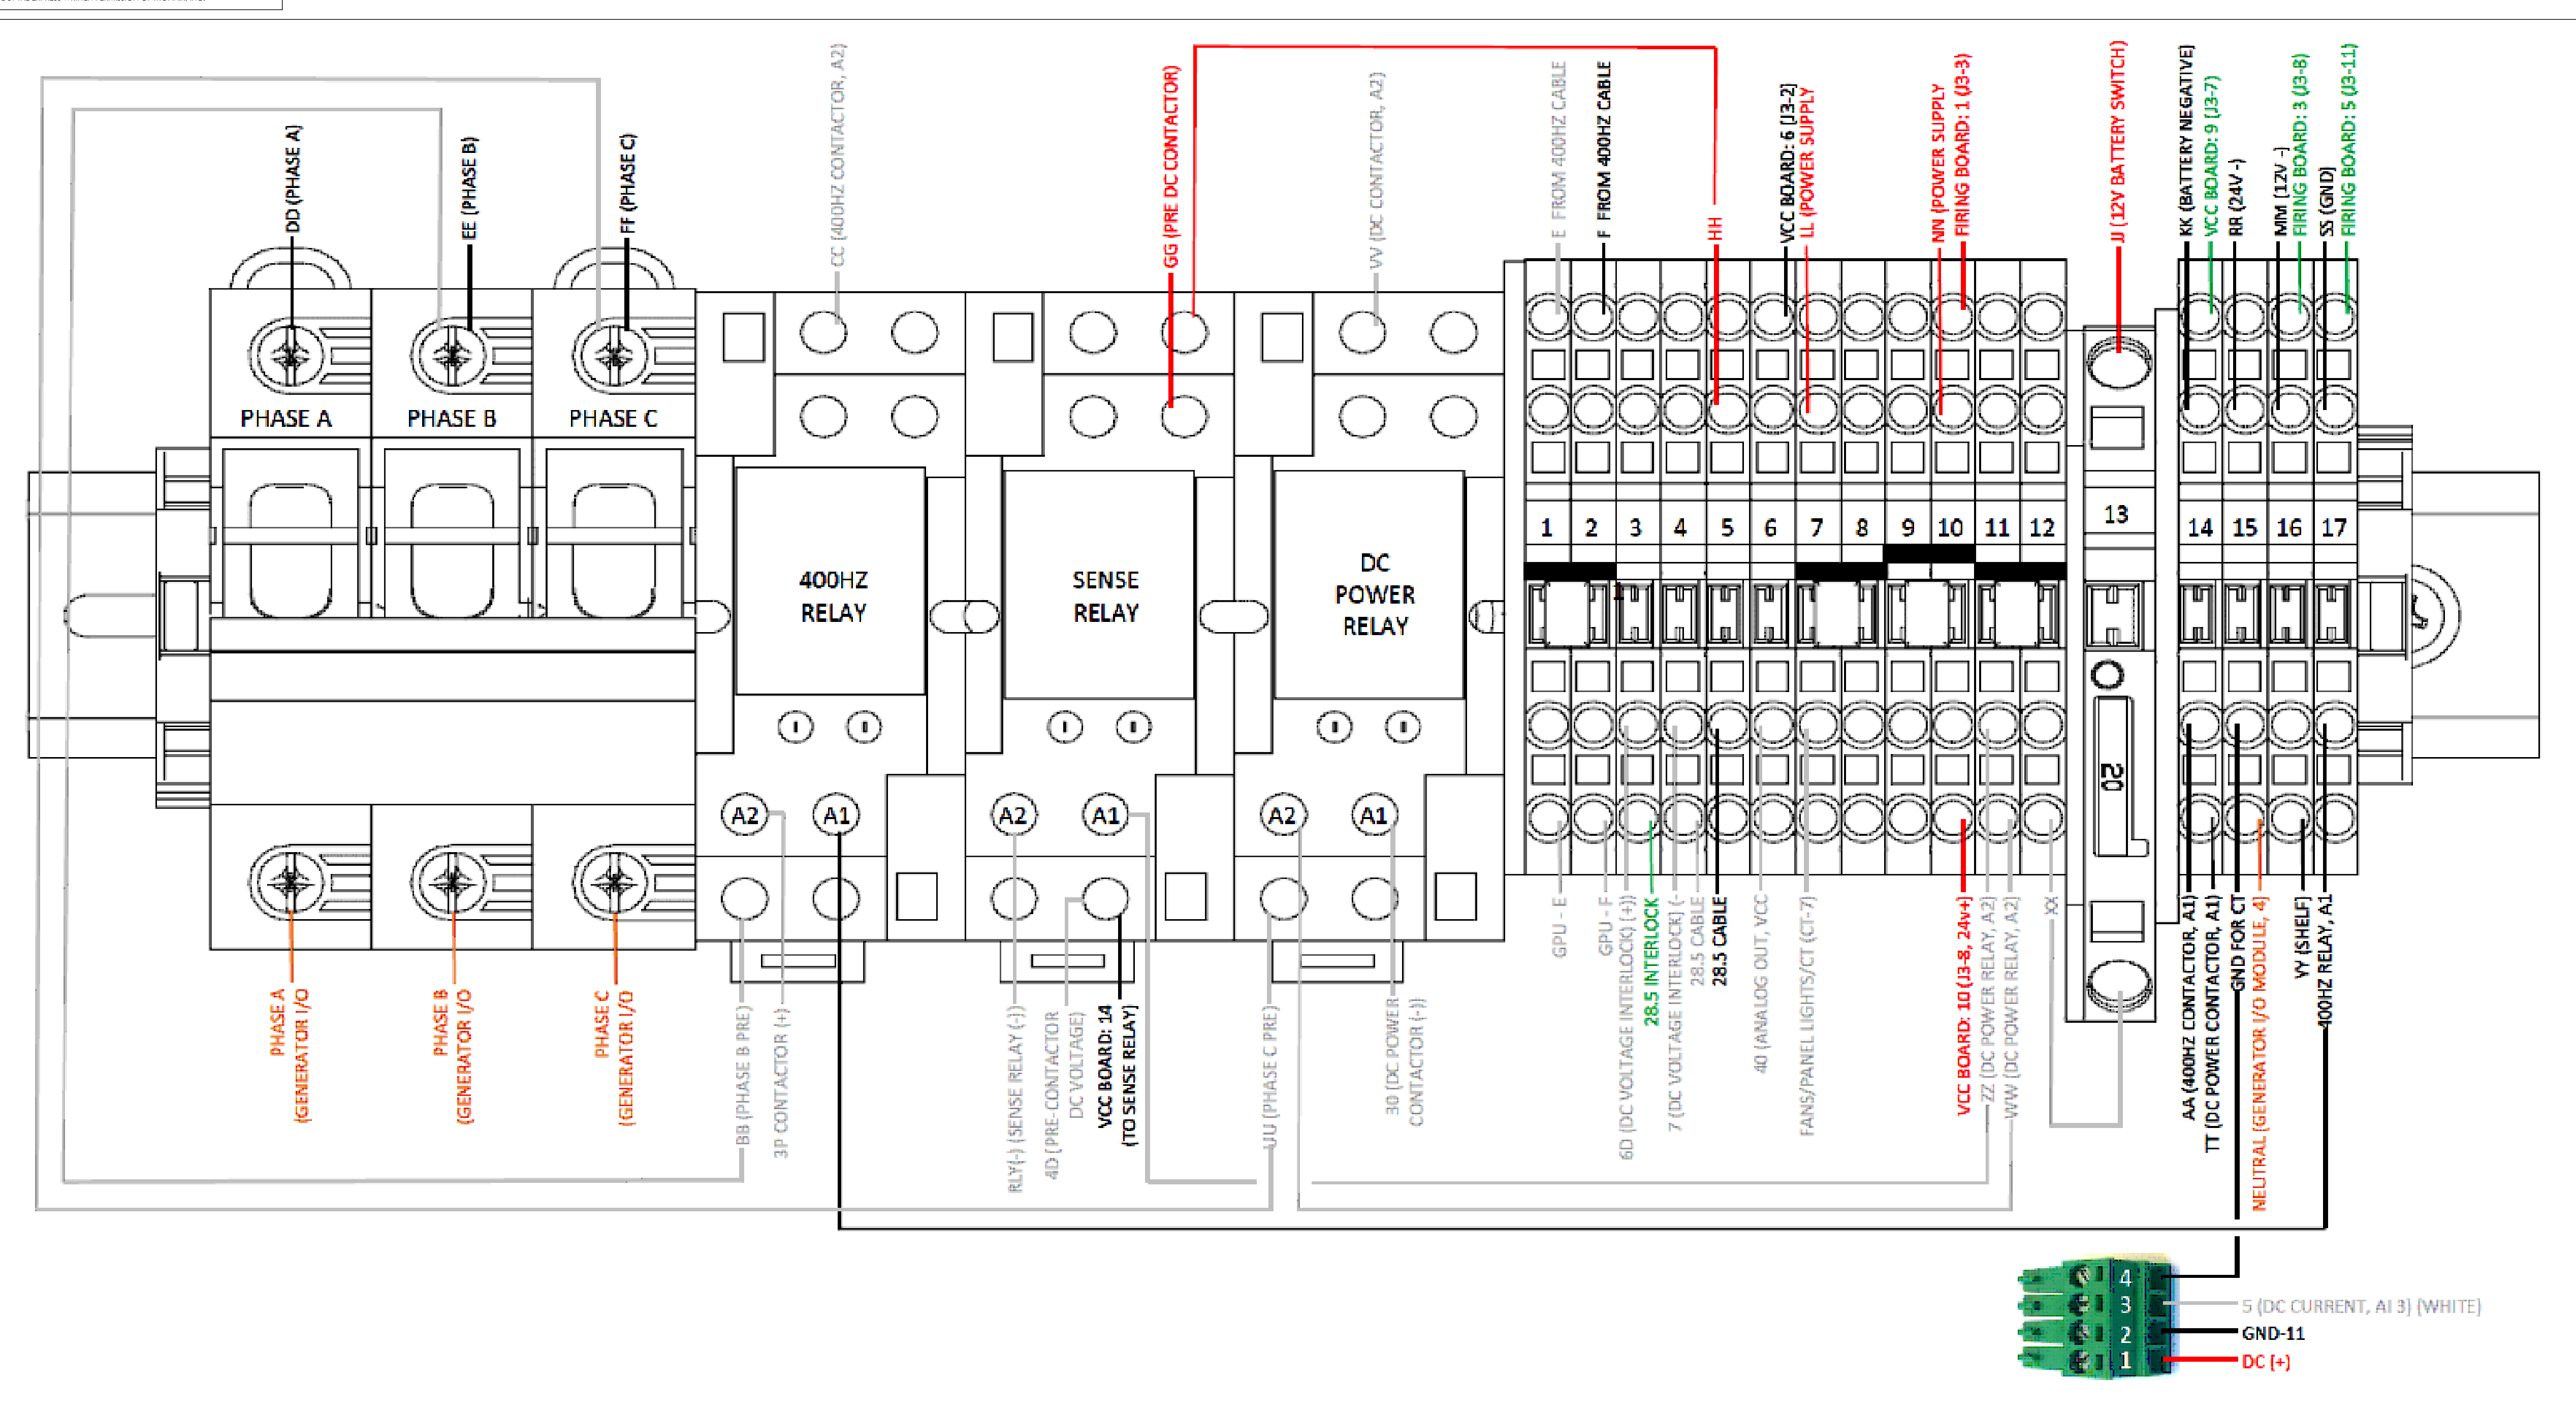 CC (400HZ CONTACTOR, A2)
GG (PRE DC CONTACTOR)
VV (DC CONTACTOR, A2)
E FROM 400HZ CABLE
F FROM 400HZ CABLE
HH
VCC BOARD: 6 (J3-2)
LL (POWER SUPPLY)
NN (POWER SUPPLY
FIRING BOARD: 1 (J3-3)
JJ (12V BATTERY SWITCH)
KK (BATTERY NEGATIVE)
VCC BOARD: 9 (J3-7)
RR (24V -)
MM (12V -)
FIRING BOARD: 3 (J3-8)
SS (GND)
FIRING BOARD: 5 (J3-11)
DD (PHASE A)
EE (PHASE B)
FF (PHASE C)
PHASE A
PHASE B
PHASE C
1
2
3
4
5
6
7
8
9
10
11
12
13
14
15
16
17
400HZ
RELAY
SENSE
RELAY
DC
POWER
RELAY
20
A2
A1
A2
A1
A2
A1
PHASE A
(GENERATOR I/O
PHASE B
(GENERATOR I/O
PHASE C
(GENERATOR I/O
BB (PHASE B PRE)
3P CONTACTOR (+)
RLY(-) (SENSE RELAY (-))
4D (PRE-CONTACTOR
DC VOLTAGE)
VCC BOARD: 14
(TO SENSE RELAY)
UU (PHASE C PRE)
30 (DC POWER
CONTACTOR (-))
GPU - E
GPU - F
6D (DC VOLTAGE INTERLOCK) (+))
28.5 INTERLOCK
7 (DC VOLTAGE INTERLOCK) (-
28.5 CABLE
28.5 CABLE
40 (ANALOG OUT, VCC
FANS/PANEL LIGHTS/CT (CT-7)
VCC BOARD: 10 (J3-8, 24v+)
ZZ (DC POWER RELAY, A2)
WW (DC POWER RELAY, A2)
XX
AA (400HZ CONTACTOR, A1)
TT (DC POWER CONTACTOR, A1)
GND FOR CT
NEUTRAL (GENERATOR I/O MODULE, 4)
YY (SHELF)
400HZ RELAY, A1
4
3
2
1
5 (DC CURRENT, AI 3) (WHITE)
GND-11
DC (+)